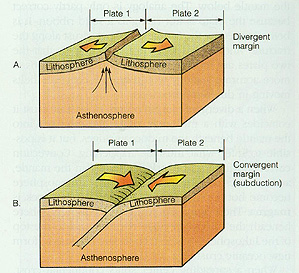 Plate 1 Plate 2
Divergent
margin
A.
Lithosphere Lithosphere
Asthenosphere
Plate 1 Plate 2
Convergent
margin
(subduction)
B.
Lithosphere Lithosphere
Asthenosphere